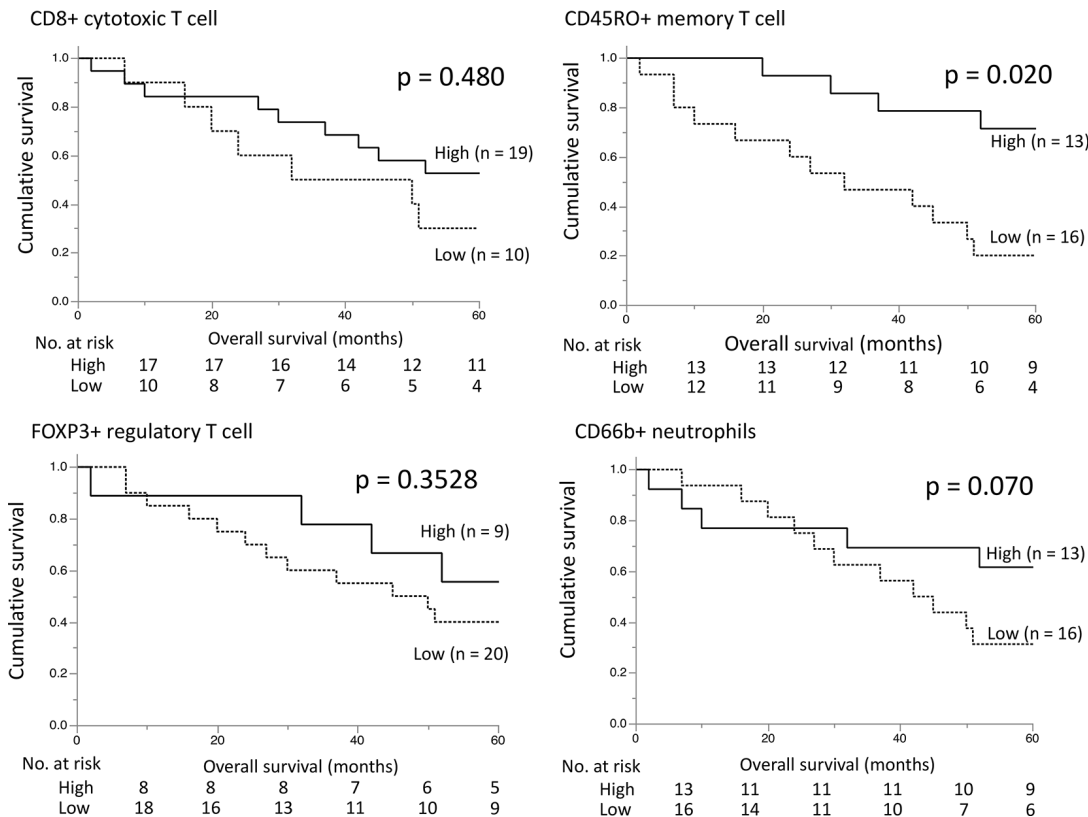 CD8+ cytotoxic T cell
p = 0.480
Cumulative survival
1.0
0.8
0.6
0.4
0.2
0.0
High (n = 19)
Low (n = 10)
0 20 40 60
Overall survival (months)
No. at risk
High 17 17 16 14 12 11
Low 10 8 7 6 5 4
CD45RO+ memory T cell
p = 0.020
Cumulative survival
1.0
0.8
0.6
0.4
0.2
0.0
High (n = 13)
Low (n = 16)
0 20 40 60
Overall survival (months)
No. at risk
High 13 13 12 11 10 9
Low 12 11 9 8 6 4
FOXP3+ regulatory T cell
p = 0.3528
Cumulative survival
1.0
0.8
0.6
0.4
0.2
0.0
High (n = 9)
Low (n = 20)
0 20 40 60
Overall survival (months)
No. at risk
High 8 8 8 7 6 5
Low 18 16 13 11 10 9
CD66b+ neutrophils
p = 0.070
Cumulative survival
1.0
0.8
0.6
0.4
0.2
0.0
High (n = 13)
Low (n = 16)
0 20 40 60
Overall survival (months)
No. at risk
High 13 11 11 11 10 9
Low 16 14 11 10 7 6